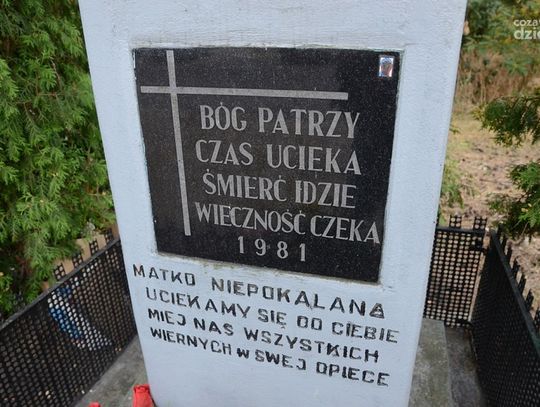 BÓG PATRZY
CZAS UCIEKA
ŚMIERĆ IDZIE
WIECZNOŚĆ CZEKA
1981
MATKO NIEPOKALANA
UCIEKAMY SIĘ OD CIEBIE
MIEJ NAS WSZYSTKICH
WIERNYCH W SWEJ OPIECE